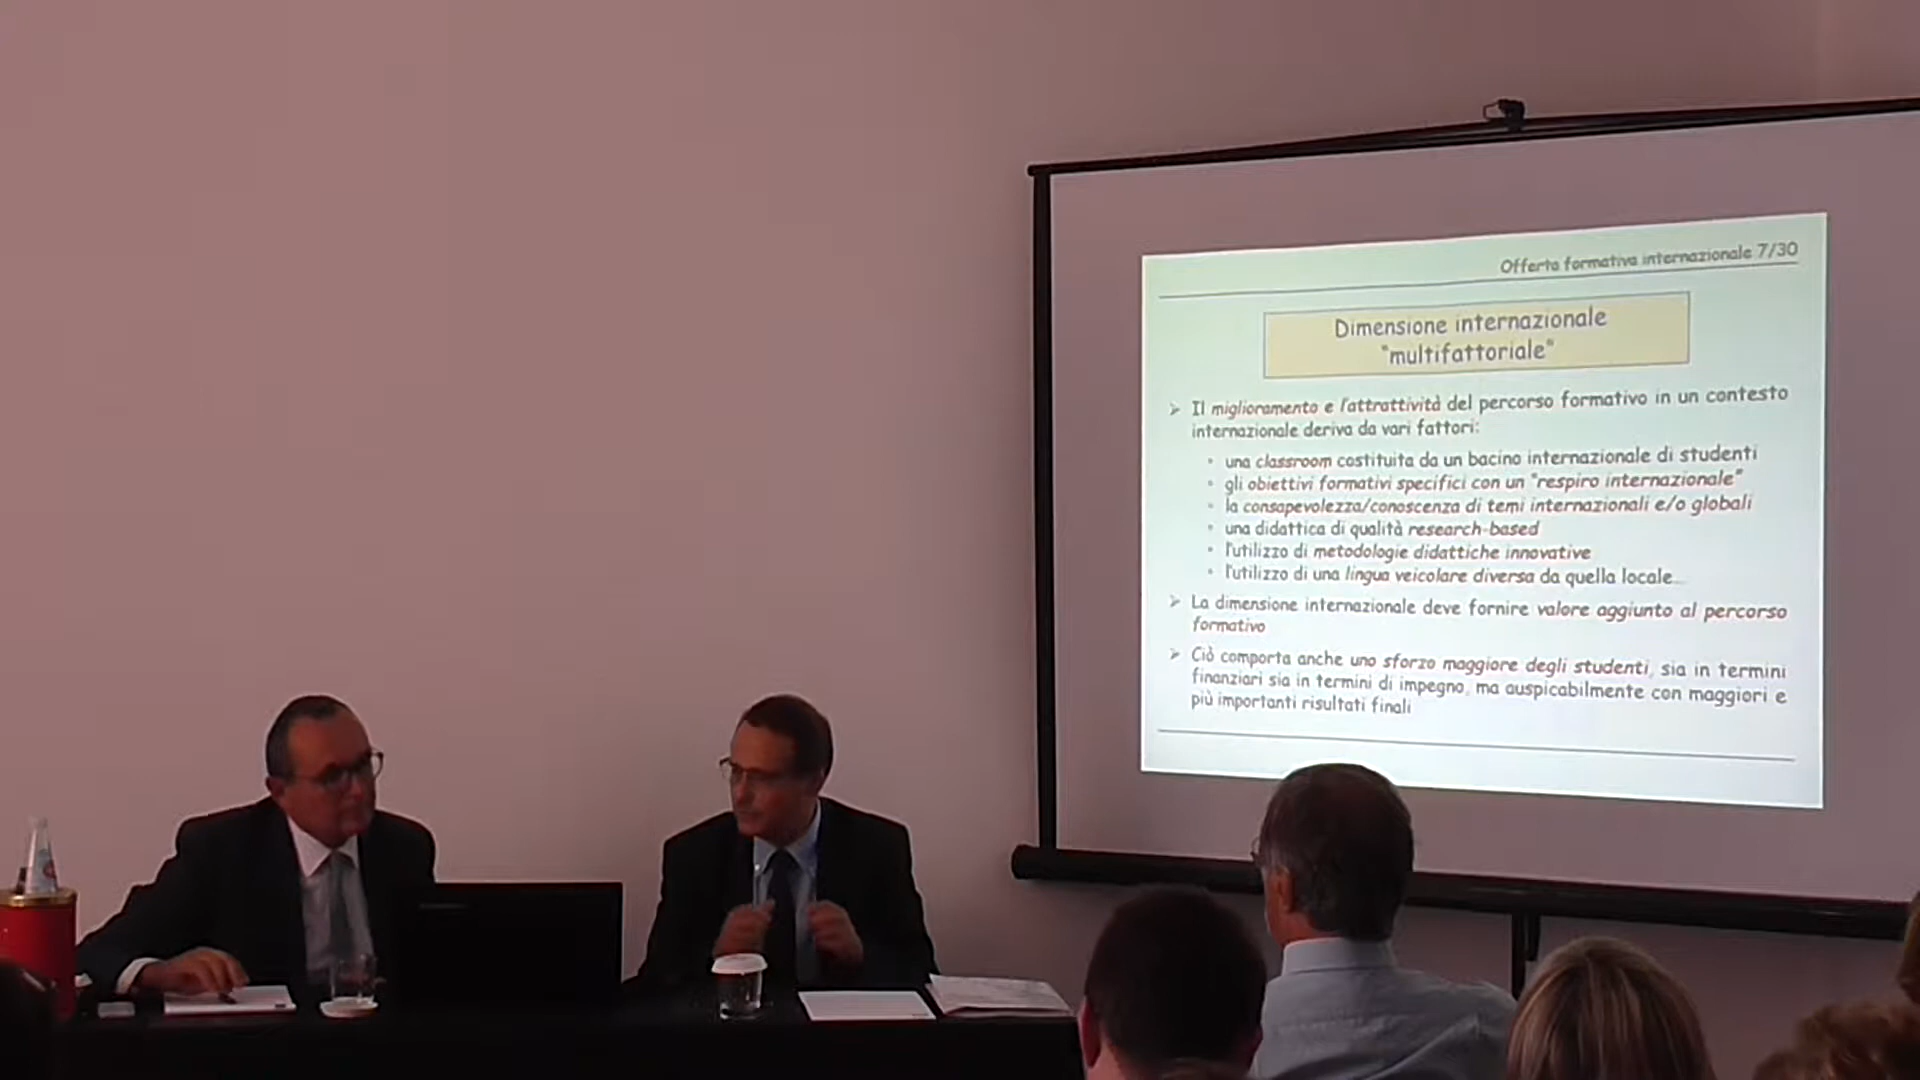 Offerta formativa internazionale 7/30
Dimensione internazionale
"multifattoriale"
➢ Il miglioramento e l'attrattività del percorso formativo in un contesto
internazionale deriva da vari fattori:
• una classroom costituita da un bacino internazionale di studenti
• gli obiettivi formativi specifici con un "respiro internazionale"
• la consapevolezza/conoscenza di temi internazionali e/o globali
• una didattica di qualità research-based
• l'utilizzo di metodologie didattiche innovative
• l'utilizzo di una lingua veicolare diversa da quella locale...
➢ La dimensione internazionale deve fornire valore aggiunto al percorso
formativo
➢ Ciò comporta anche uno sforzo maggiore degli studenti, sia in termini
finanziari sia in termini di impegno, ma auspicabilmente con maggiori e
più importanti risultati finali